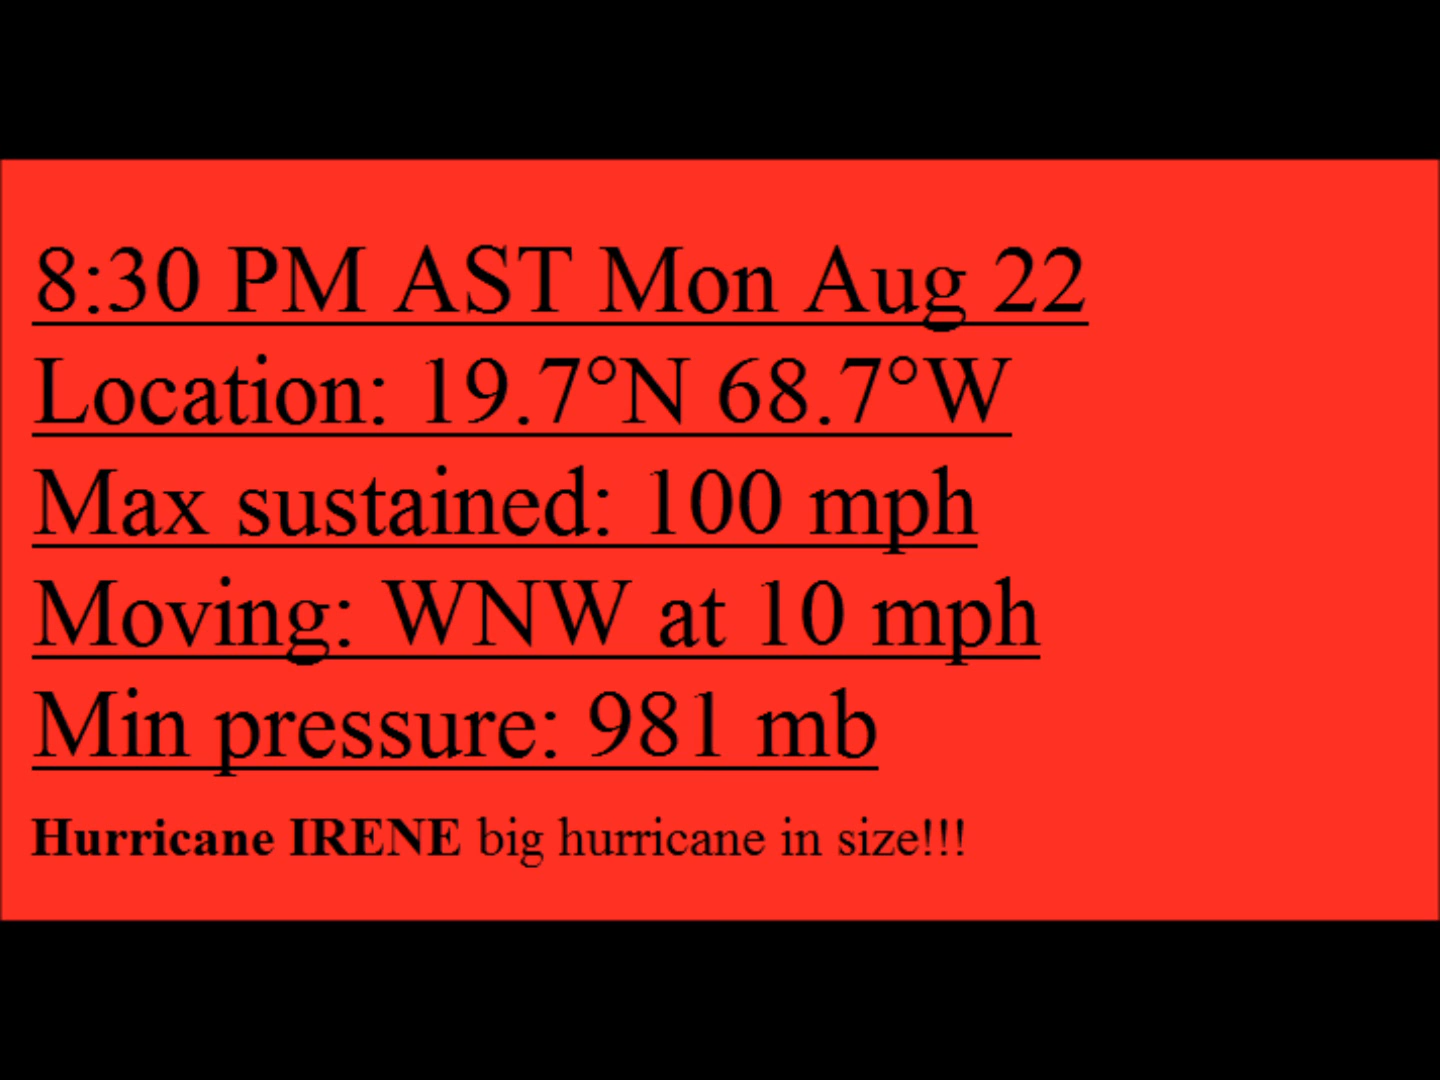 8:30 PM AST Mon Aug 22
Location: 19.7°N 68.7°W
Max sustained: 100 mph
Moving: WNW at 10 mph
Min pressure: 981 mb
Hurricane IRENE big hurricane in size!!!